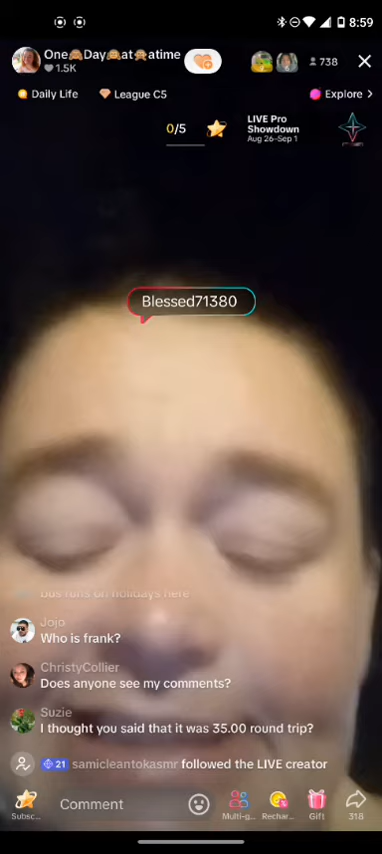 8:59
One🙈Day🙈at🙈atime
1.5K
738
Daily Life
League C5
Explore >
0/5
LIVE Pro
Showdown
Aug 26-Sep 1
Blessed71380
bus runs on holidays here
Jojo
Who is frank?
ChristyCollier
Does anyone see my comments?
Suzie
I thought you said that it was 35.00 round trip?
21 samicleantokasmr followed the LIVE creator
Comment
Subsc...
Multi-g...
Rechar...
Gift
318